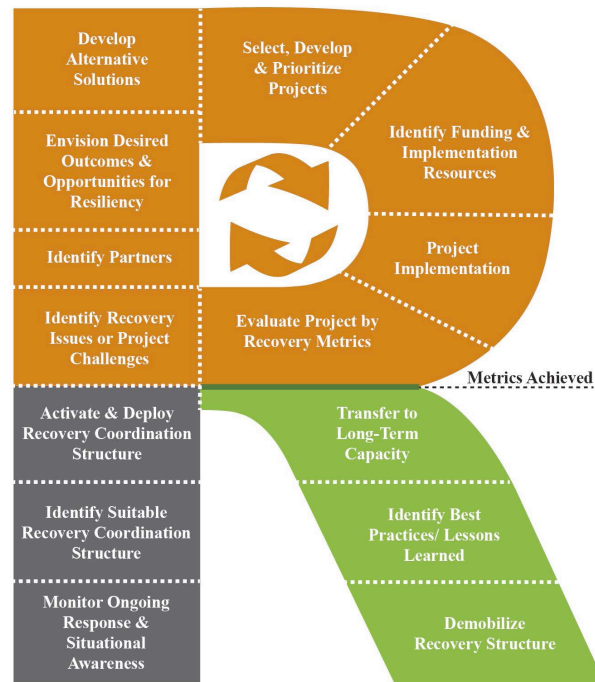 Develop
Alternative
Solutions
Select, Develop
& Prioritize
Projects
Identify Funding &
Implementation
Resources
Envision Desired
Outcomes &
Opportunities for
Resiliency
Project
Implementation
Identify Partners
Identify Recovery
Issues or Project
Challenges
Evaluate Project by
Recovery Metrics
Metrics Achieved
Activate & Deploy
Recovery Coordination
Structure
Transfer to
Long-Term
Capacity
Identify Suitable
Recovery Coordination
Structure
Identify Best
Practices/ Lessons
Learned
Monitor Ongoing
Response &
Situational
Awareness
Demobilize
Recovery Structure